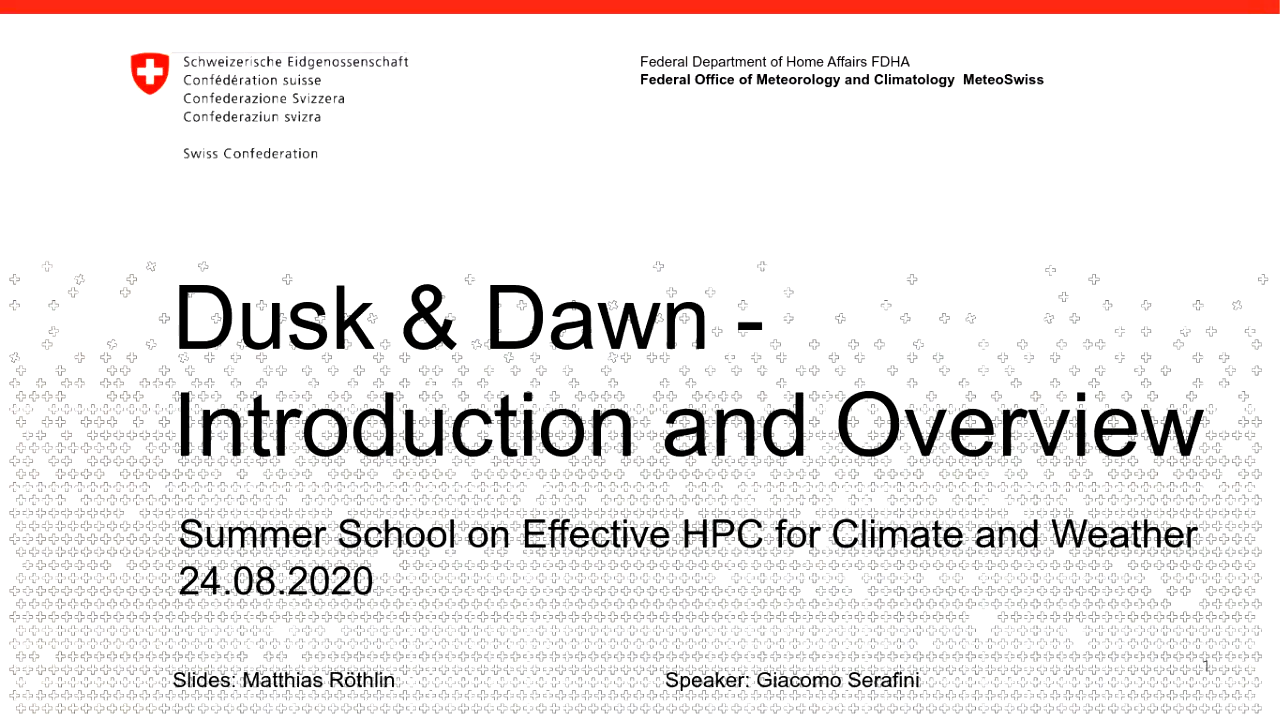 Schweizerische Eidgenossenschaft
Confédération suisse
Confederazione Svizzera
Confederaziun svizra
Swiss Confederation
Federal Department of Home Affairs FDHA
Federal Office of Meteorology and Climatology MeteoSwiss
Dusk & Dawn -
Introduction and Overview
Summer School on Effective HPC for Climate and Weather
24.08.2020
Slides: Matthias Röthlin
Speaker: Giacomo Serafini
1